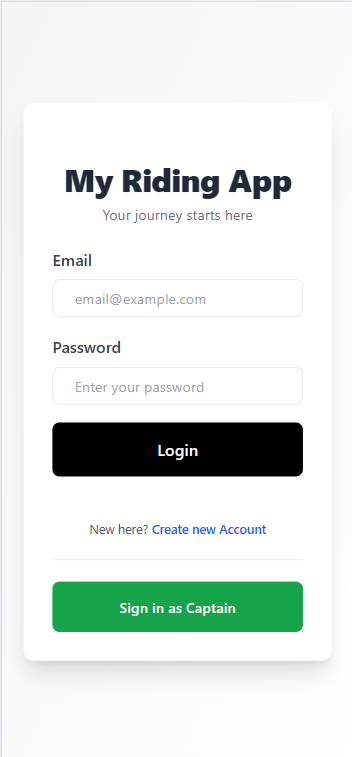 My Riding App
Your journey starts here
Email
email@example.com
Password
Enter your password
Login
New here? Create new Account
Sign in as Captain